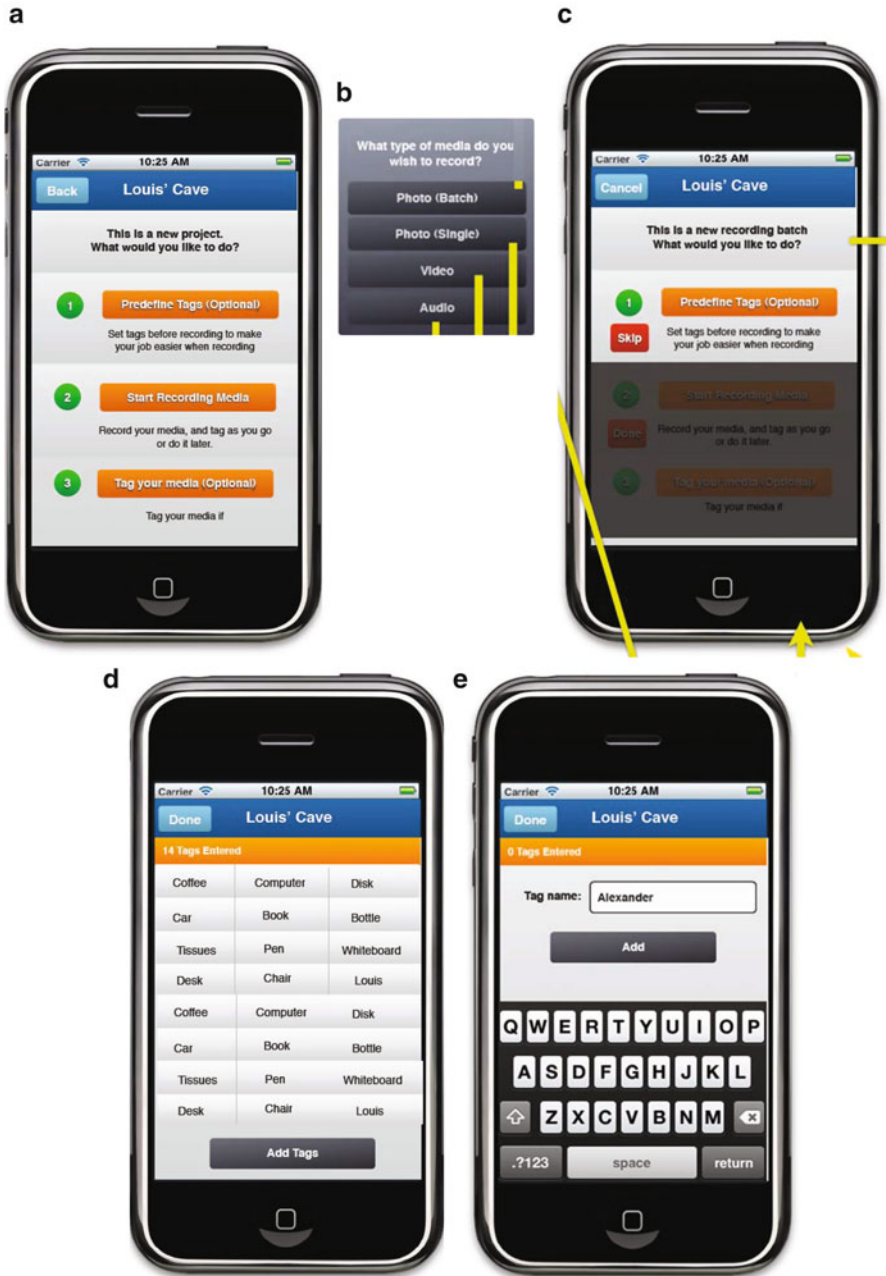 a
Carrier 10:25 AM
Back Louis' Cave
This is a new project.
What would you like to do?
1 Predefine Tags (Optional)
Set tags before recording to make
your job easier when recording
2 Start Recording Media
Record your media, and tag as you go
or do it later.
3 Tag your media (Optional)
Tag your media if
b
What type of media do you
wish to record?
Photo (Batch)
Photo (Single)
Video
Audio
c
Carrier 10:25 AM
Cancel Louis' Cave
This is a new recording batch
What would you like to do?
1 Predefine Tags (Optional)
Skip
Set tags before recording to make
your job easier when recording
2 Start Recording Media
Done
Record your media, and tag as you go
or do it later.
3 Tag your media (Optional)
Tag your media if
d
Carrier 10:25 AM
Done Louis' Cave
14 Tags Entered
Coffee Computer Disk
Car Book Bottle
Tissues Pen Whiteboard
Desk Chair Louis
Coffee Computer Disk
Car Book Bottle
Tissues Pen Whiteboard
Desk Chair Louis
Add Tags
e
Carrier 10:25 AM
Done Louis' Cave
0 Tags Entered
Tag name: Alexander
Add
Q W E R T Y U I O P
A S D F G H J K L
Z X C V B N M
.?123 space return